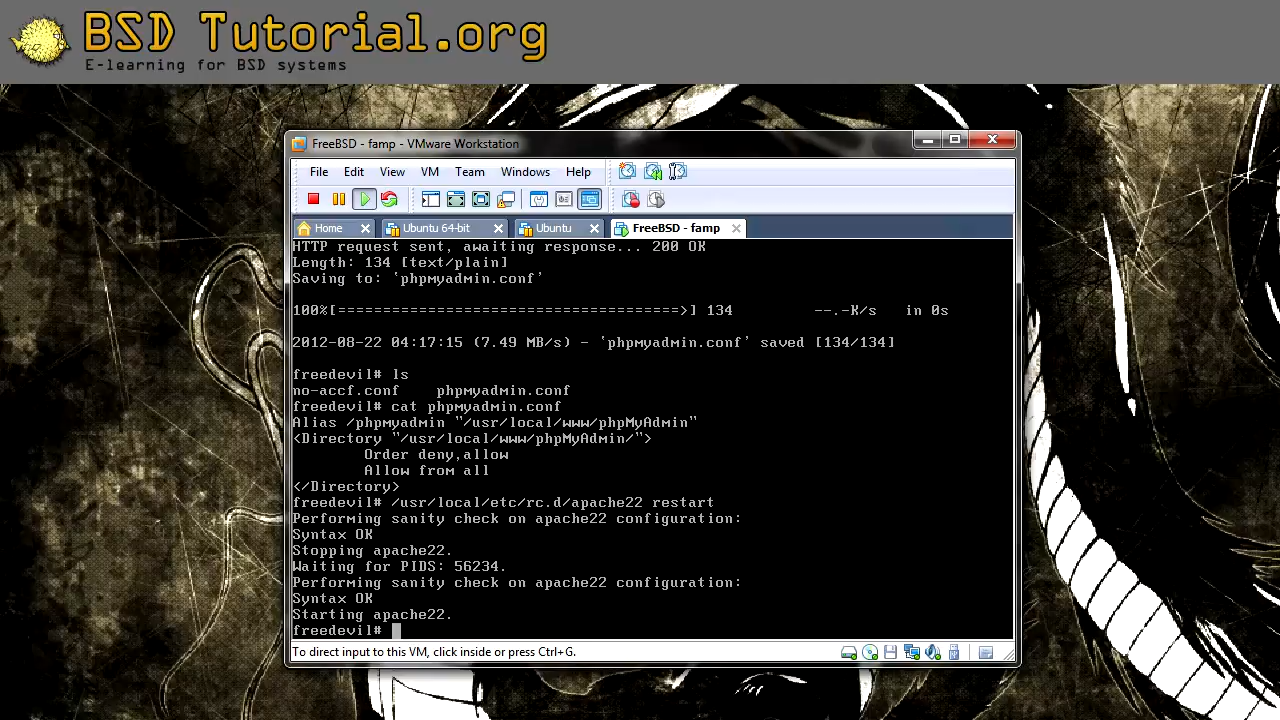 BSD Tutorial.org
E-learning for BSD systems
FreeBSD - famp - VMware Workstation
File Edit View VM Team Windows Help
Home Ubuntu 64-bit Ubuntu FreeBSD - famp
HTTP request sent, awaiting response... 200 OK
Length: 134 [text/plain]
Saving to: `phpmyadmin.conf'
100%[======================================>] 134 --.-K/s in 0s
2012-08-22 04:17:15 (7.49 MB/s) - `phpmyadmin.conf' saved [134/134]
freedevil# ls
no-accf.conf phpmyadmin.conf
freedevil# cat phpmyadmin.conf
Alias /phpmyadmin "/usr/local/www/phpMyAdmin"
<Directory "/usr/local/www/phpMyAdmin/">
Order deny,allow
Allow from all
</Directory>
freedevil# /usr/local/etc/rc.d/apache22 restart
Performing sanity check on apache22 configuration:
Syntax OK
Stopping apache22.
Waiting for PIDS: 56234.
Performing sanity check on apache22 configuration:
Syntax OK
Starting apache22.
freedevil#
To direct input to this VM, click inside or press Ctrl+G.